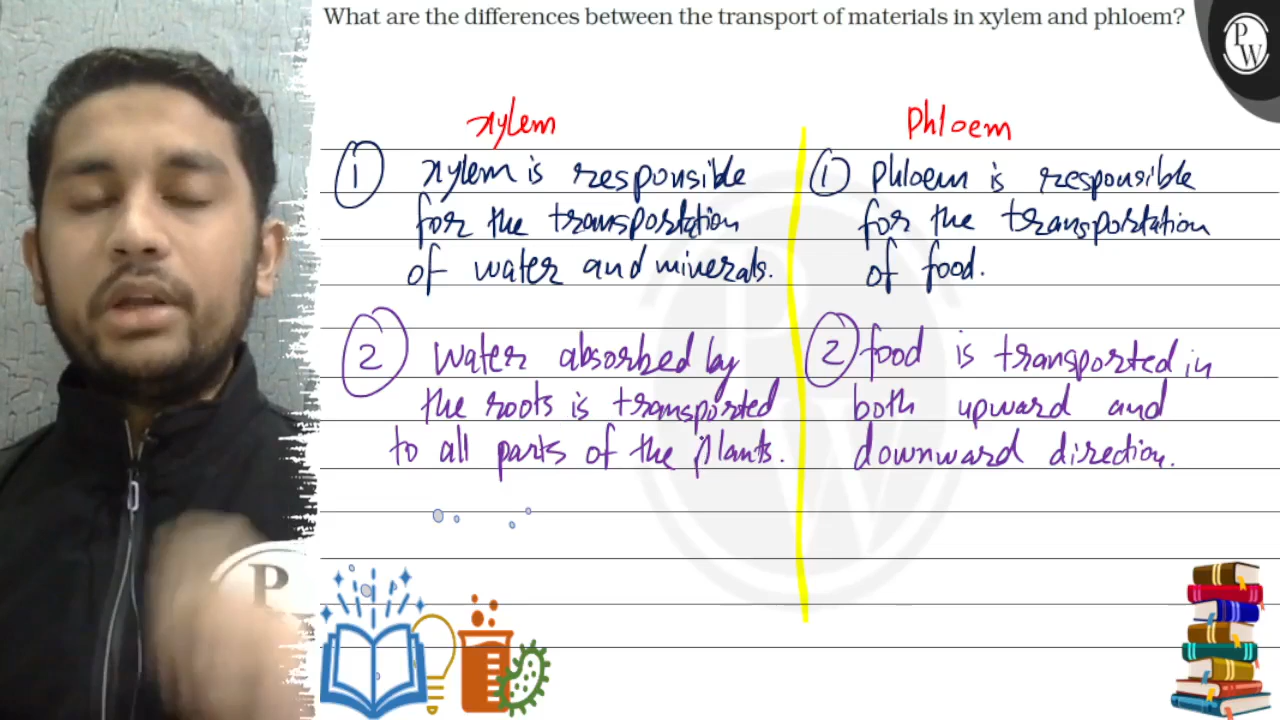 What are the differences between the transport of materials in xylem and phloem?
P
W
xylem
① xylem is responsible
for the transportation
of water and minerals.
② water absorbed by
the roots is transported
to all parts of the plants.
Phloem
① Phloem is responsible
for the transportation
of food.
② food is transported in
both upward and
downward direction.
P
W
P